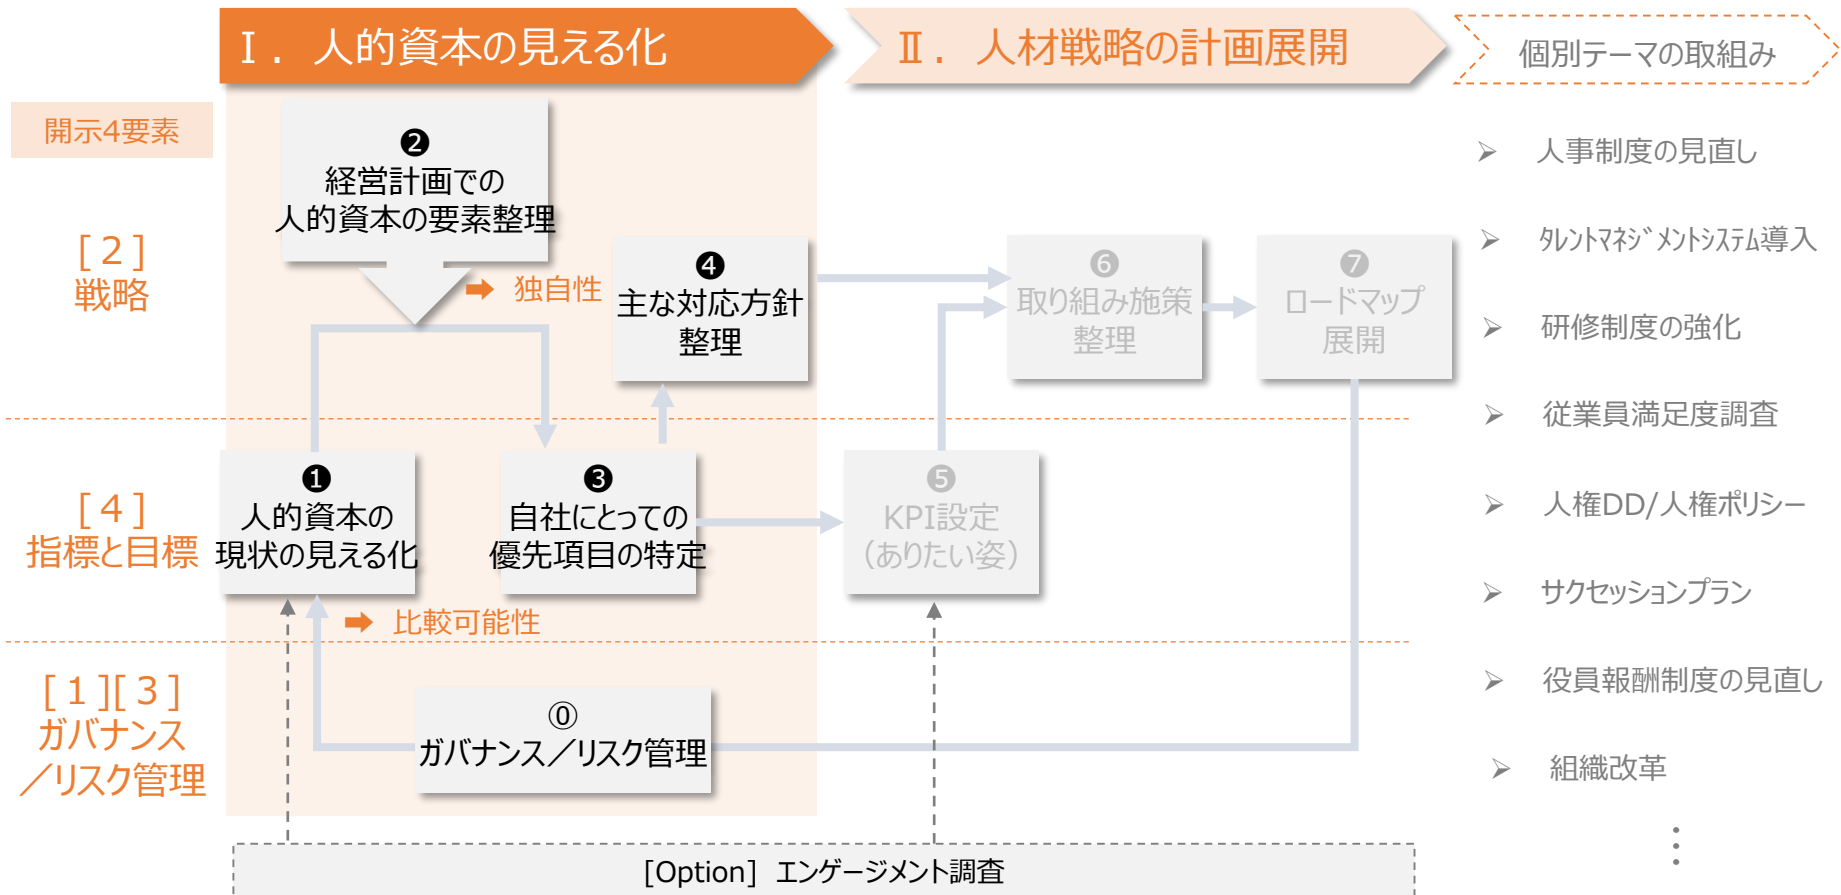 Ⅰ．人的資本の見える化
Ⅱ．人材戦略の計画展開
個別テーマの取組み
開示4要素
❷
経営計画での
人的資本の要素整理
[２]
戦略
独自性
❹
主な対応方針
整理
❻
取り組み施策
整理
❼
ロードマップ
展開
[４]
指標と目標
❶
人的資本の
現状の見える化
❸
自社にとっての
優先項目の特定
❺
KPI設定
（ありたい姿）
比較可能性
[１][３]
ガバナンス
／リスク管理
⓪
ガバナンス／リスク管理
[Option] エンゲージメント調査
➢ 人事制度の見直し
➢ ﾀﾚﾝﾄﾏﾈｼﾞﾒﾝﾄｼｽﾃﾑ導入
➢ 研修制度の強化
➢ 従業員満足度調査
➢ 人権DD/人権ポリシー
➢ サクセッションプラン
➢ 役員報酬制度の見直し
➢ 組織改革
⋮